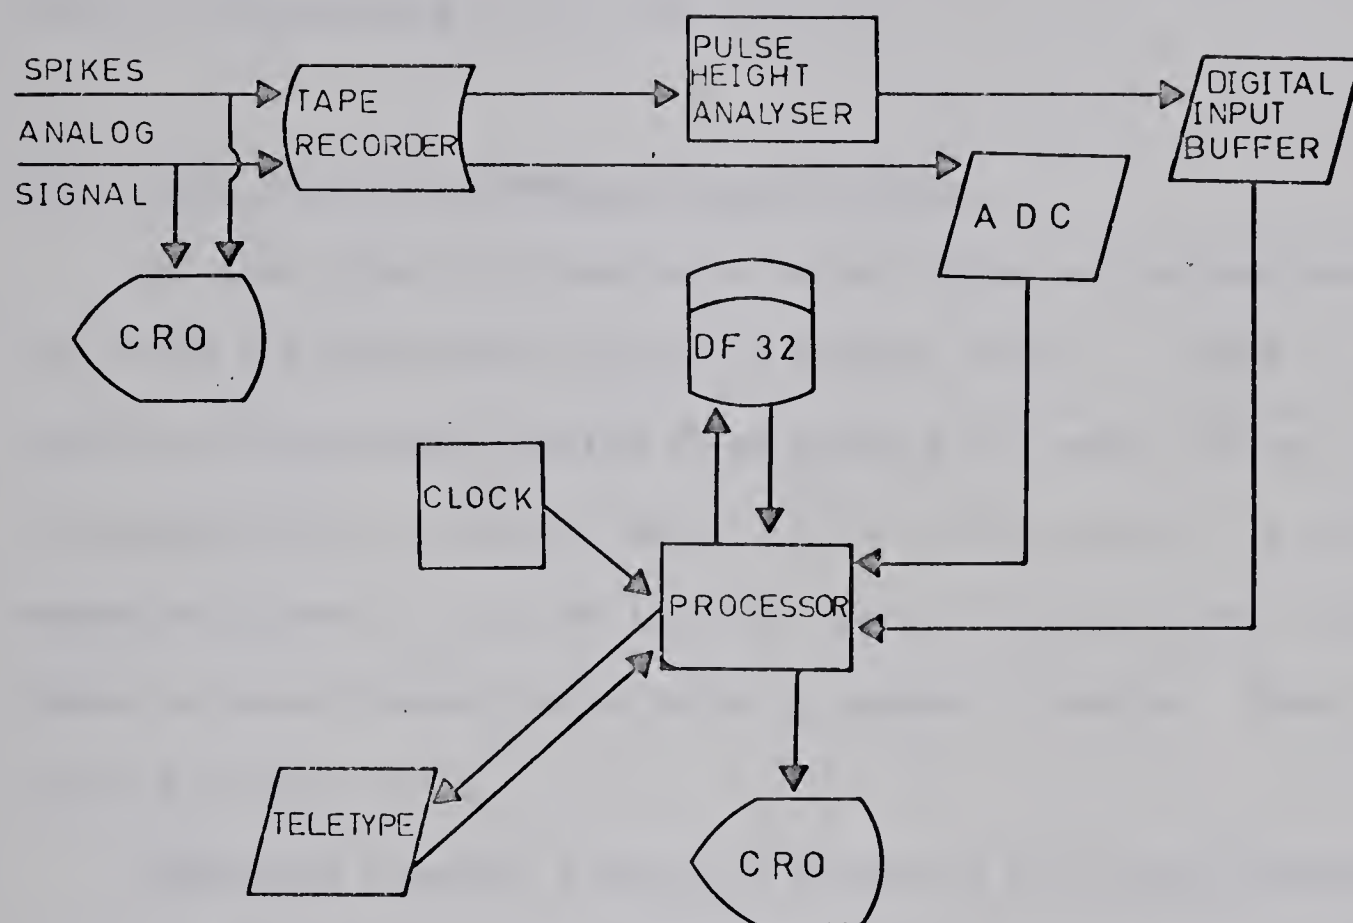 SPIKES
ANALOG
SIGNAL
TAPE
RECORDER
PULSE
HEIGHT
ANALYSER
DIGITAL
INPUT
BUFFER
A D C
CRO
DF 32
CLOCK
PROCESSOR
TELETYPE
CRO